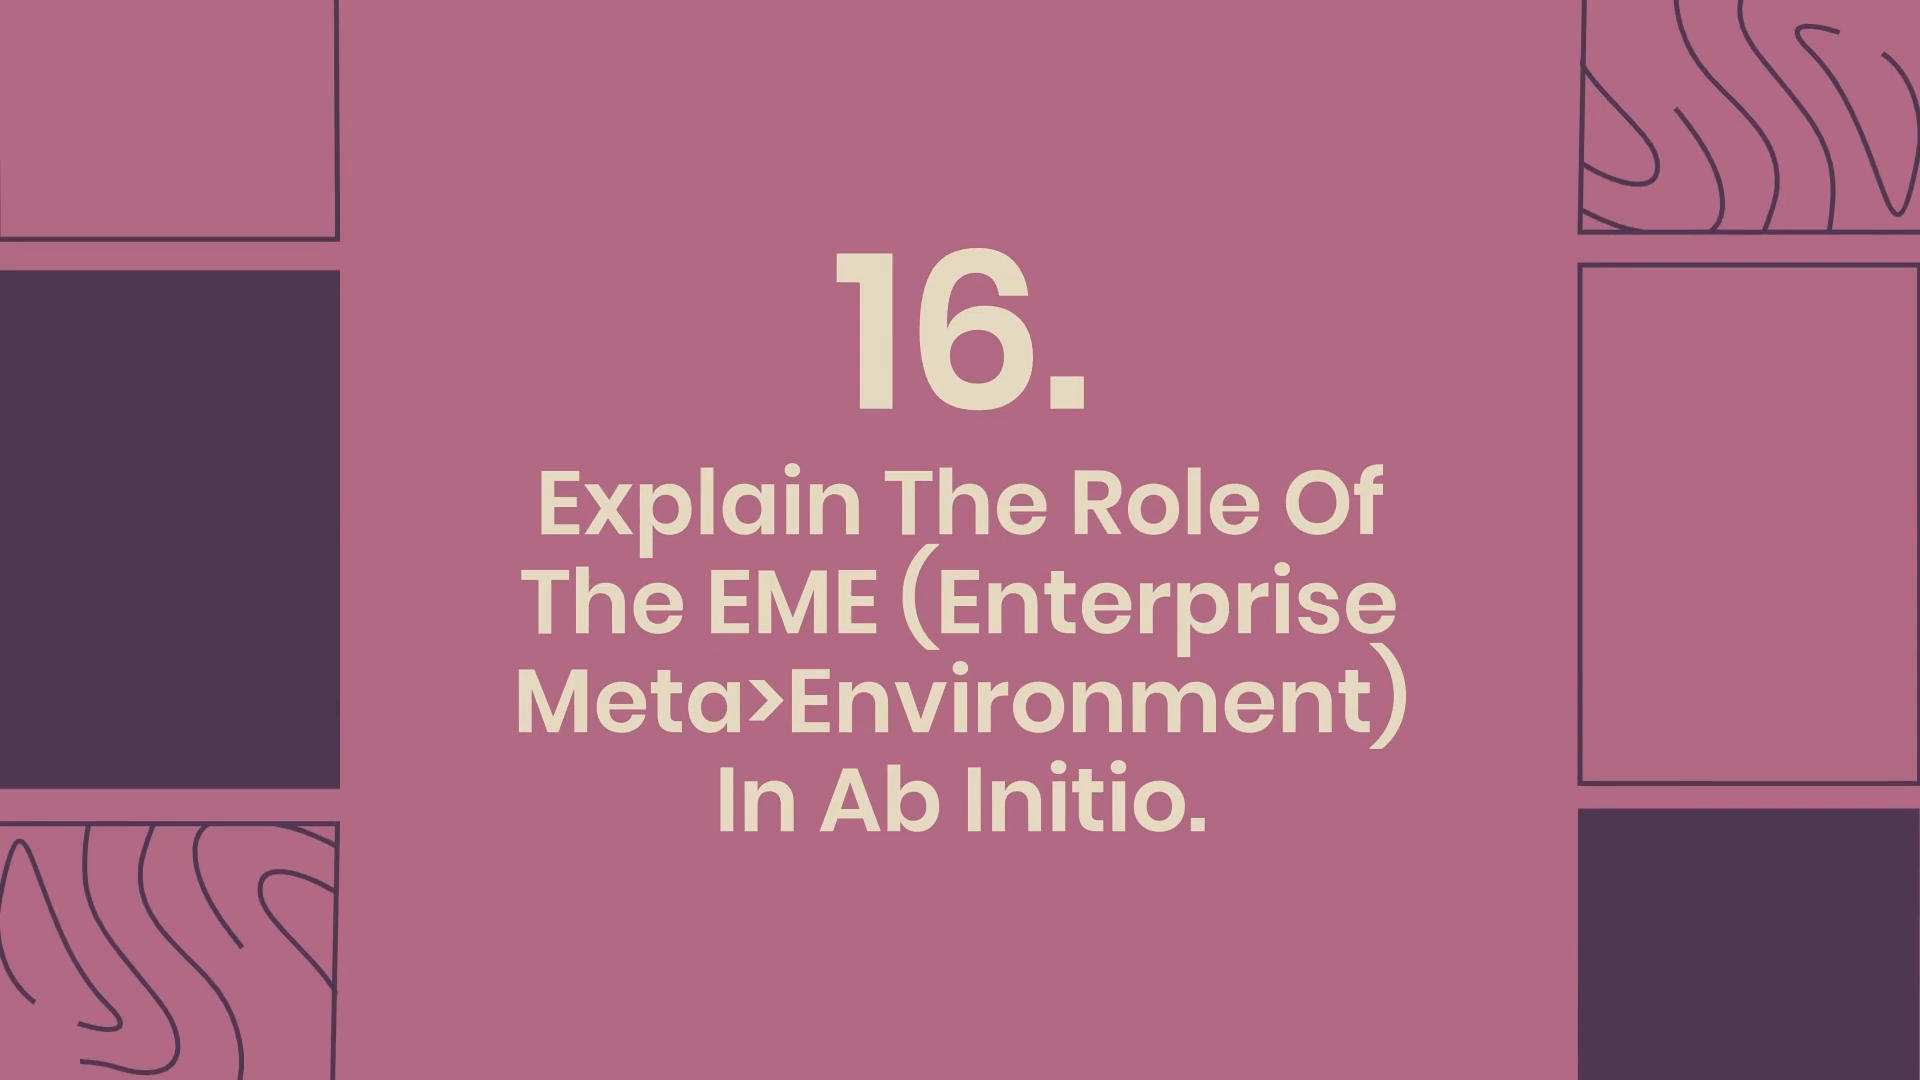 16.
Explain The Role Of
The EME (Enterprise
Meta>Environment)
In Ab Initio.